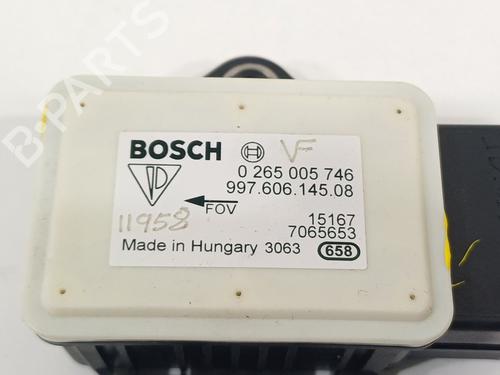 B-PARTS
BOSCH VF
0 265 005 746
997.606.145.08
FOV
11958
15167
7065653
Made in Hungary 3063 658